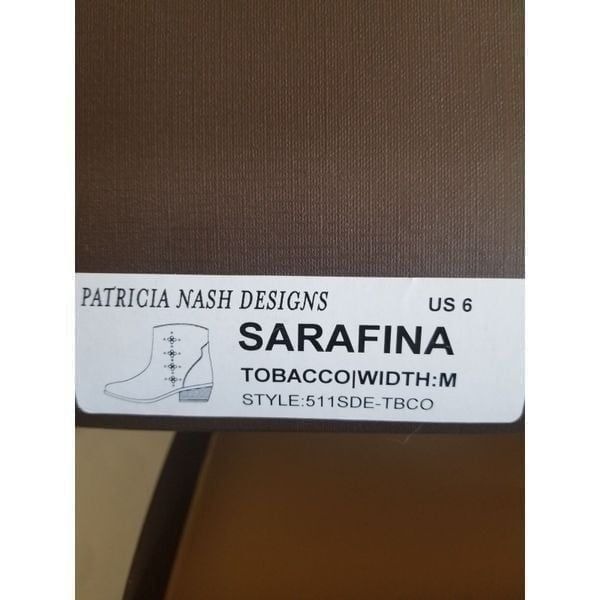 PATRICIA NASH DESIGNS
US 6
SARAFINA
TOBACCO|WIDTH:M
STYLE:511SDE-TBCO